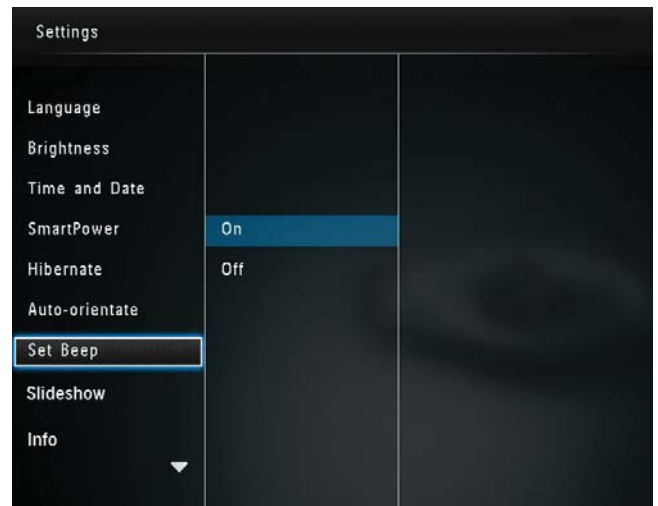 Settings
Language
Brightness
Time and Date
SmartPower
On
Hibernate
Off
Auto-orientate
Set Beep
Slideshow
Info